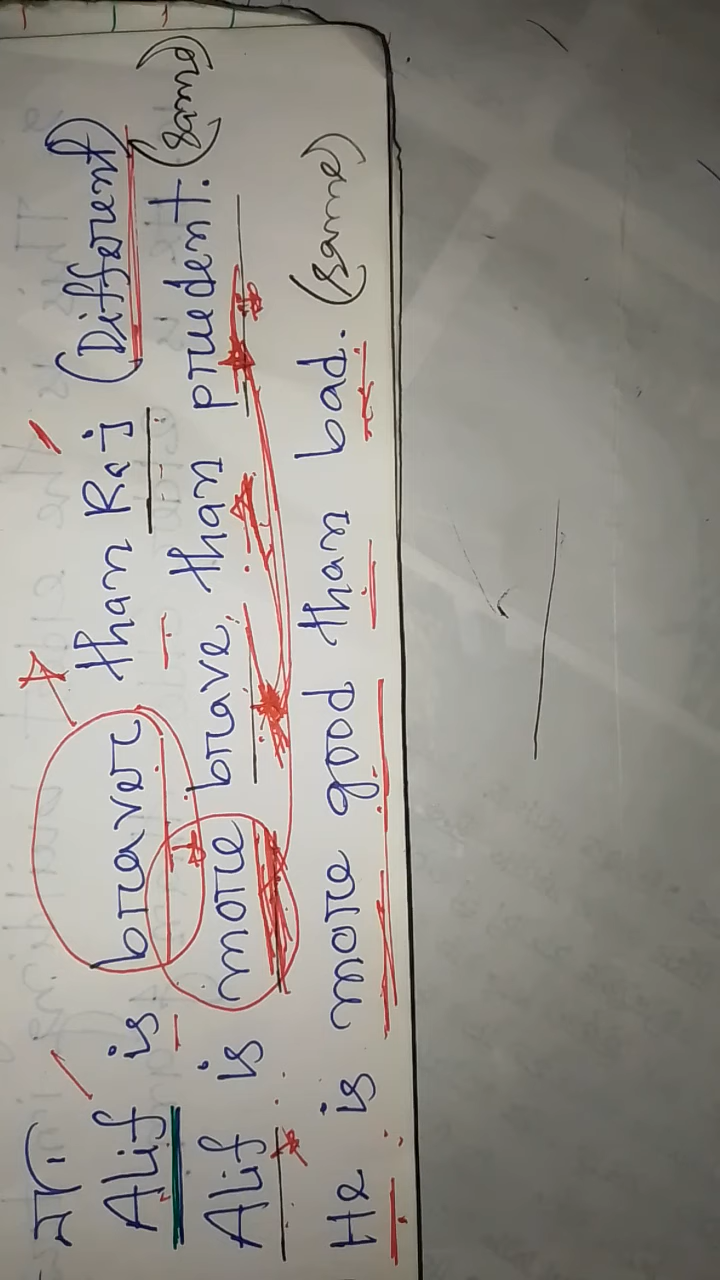 Alif is braver than Raj (Different)
Alif is more brave than pruedent. (same)
He is more good than bad. (same)